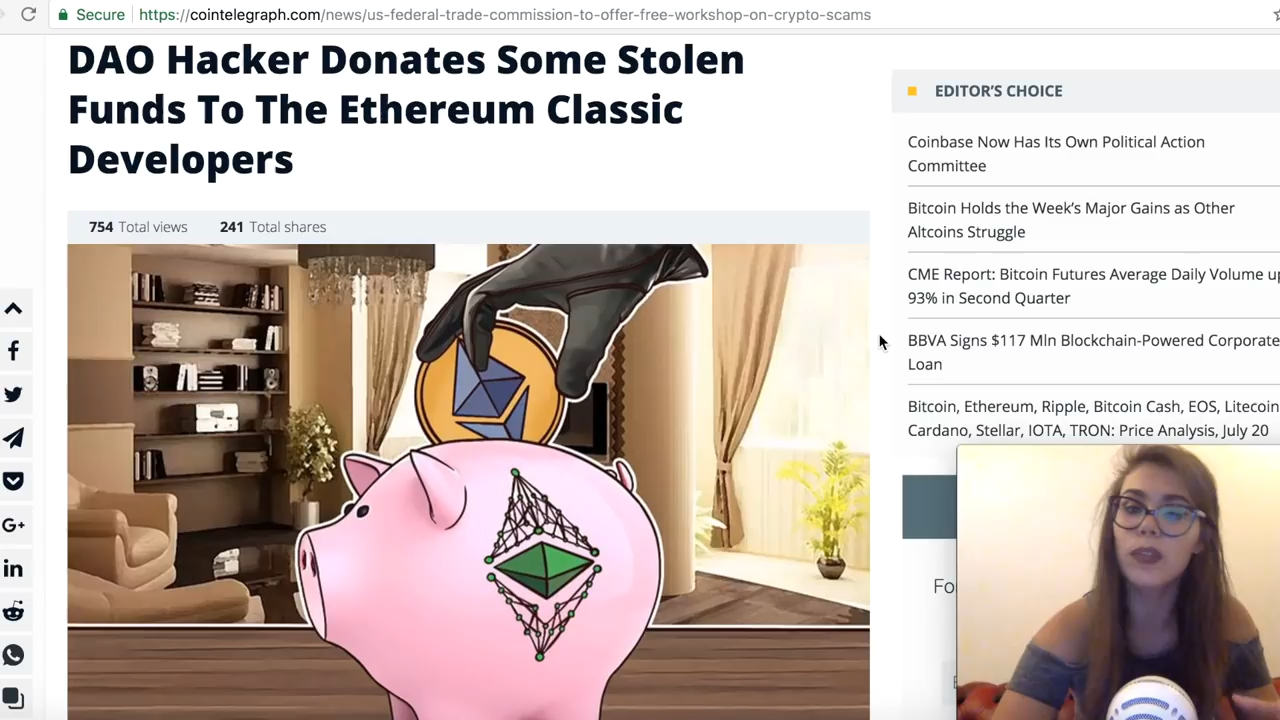 Secure
https://cointelegraph.com/news/us-federal-trade-commission-to-offer-free-workshop-on-crypto-scams
DAO Hacker Donates Some Stolen
Funds To The Ethereum Classic
Developers
754 Total views 241 Total shares
EDITOR'S CHOICE
Coinbase Now Has Its Own Political Action
Committee
Bitcoin Holds the Week's Major Gains as Other
Altcoins Struggle
CME Report: Bitcoin Futures Average Daily Volume
93% in Second Quarter
BBVA Signs $117 Mln Blockchain-Powered Corporate
Loan
Bitcoin, Ethereum, Ripple, Bitcoin Cash, EOS, Litecoin
Cardano, Stellar, IOTA, TRON: Price Analysis, July 20
G+
in